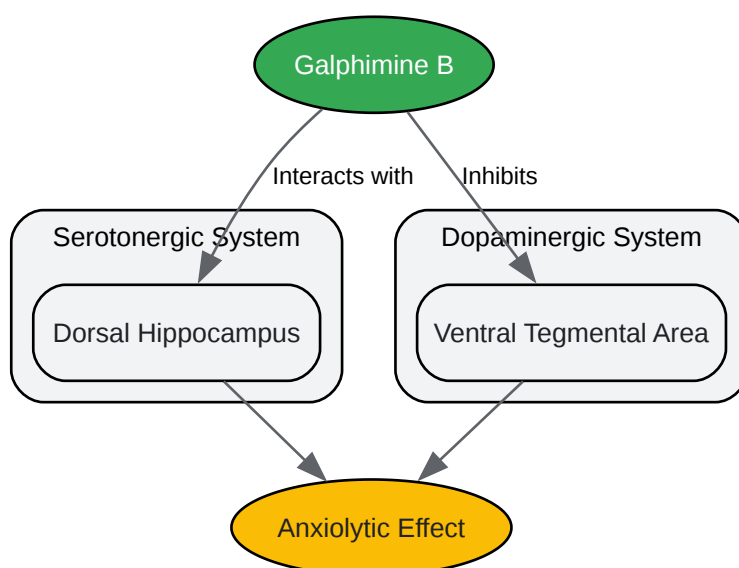 Galphimine B
Interacts with
Inhibits
Serotonergic System
Dopaminergic System
Dorsal Hippocampus
Ventral Tegmental Area
Anxiolytic Effect